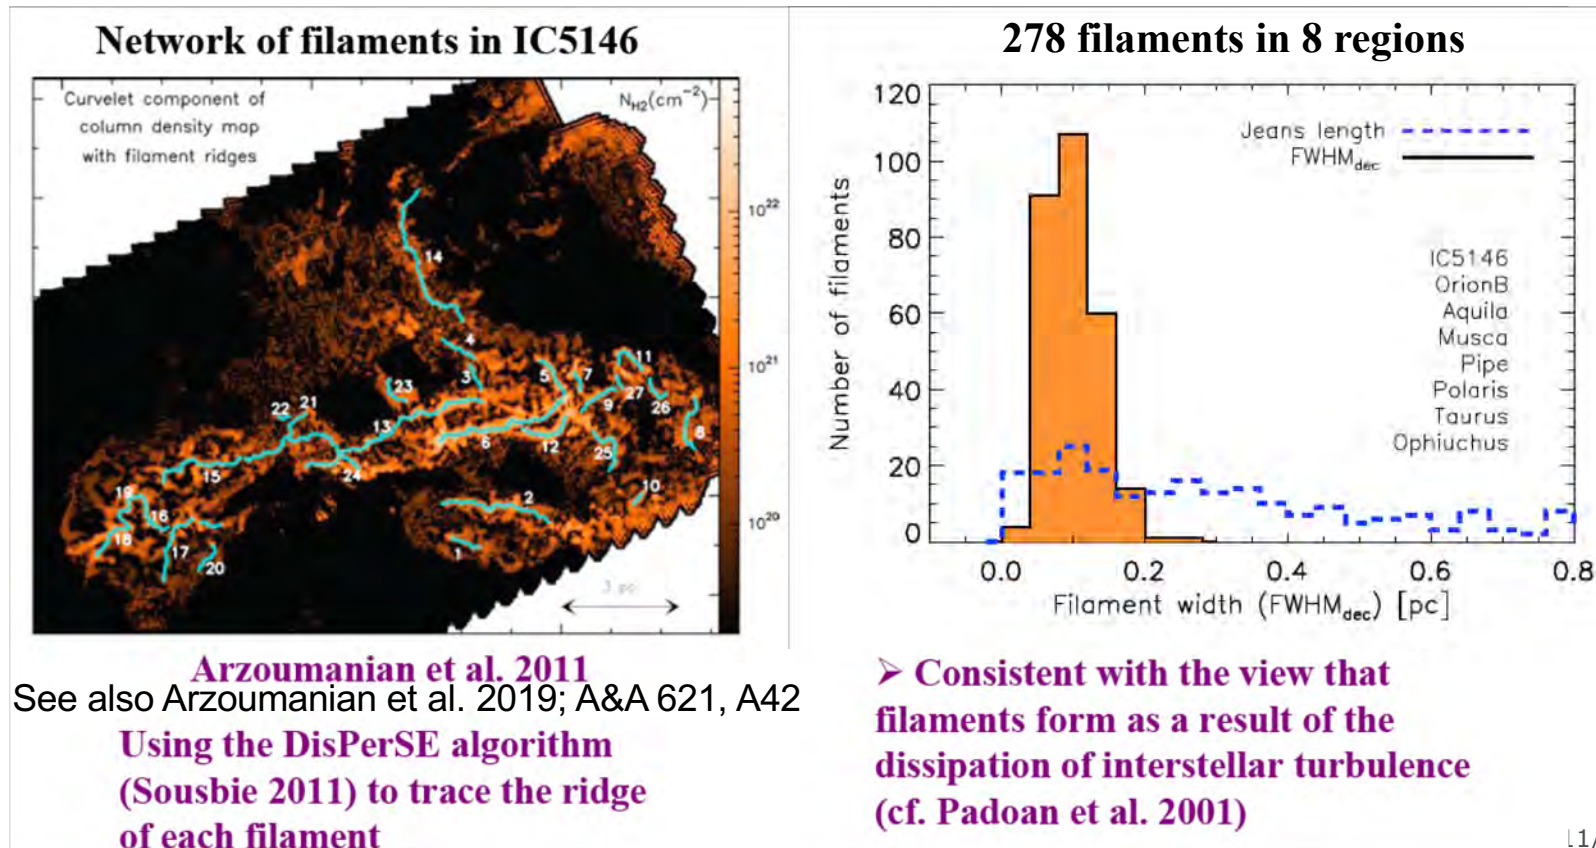 Network of filaments in IC5146
Curvelet component of
column density map
with filament ridges
N_H2(cm^-2)
10^22
10^21
10^20
14
4
3
5
7
11
27
26
9
8
23
22
21
13
6
12
25
15
24
10
2
1
19
16
18
17
20
3 pc
Arzoumanian et al. 2011
See also Arzoumanian et al. 2019; A&A 621, A42
Using the DisPerSE algorithm
(Sousbie 2011) to trace the ridge
of each filament
278 filaments in 8 regions
Number of filaments
120
100
80
60
40
20
0
Jeans length
FWHM_dec
IC5146
OrionB
Aquila
Musca
Pipe
Polaris
Taurus
Ophiuchus
0.0
0.2
0.4
0.6
0.8
Filament width (FWHM_dec) [pc]
➢ Consistent with the view that
filaments form as a result of the
dissipation of interstellar turbulence
(cf. Padoan et al. 2001)